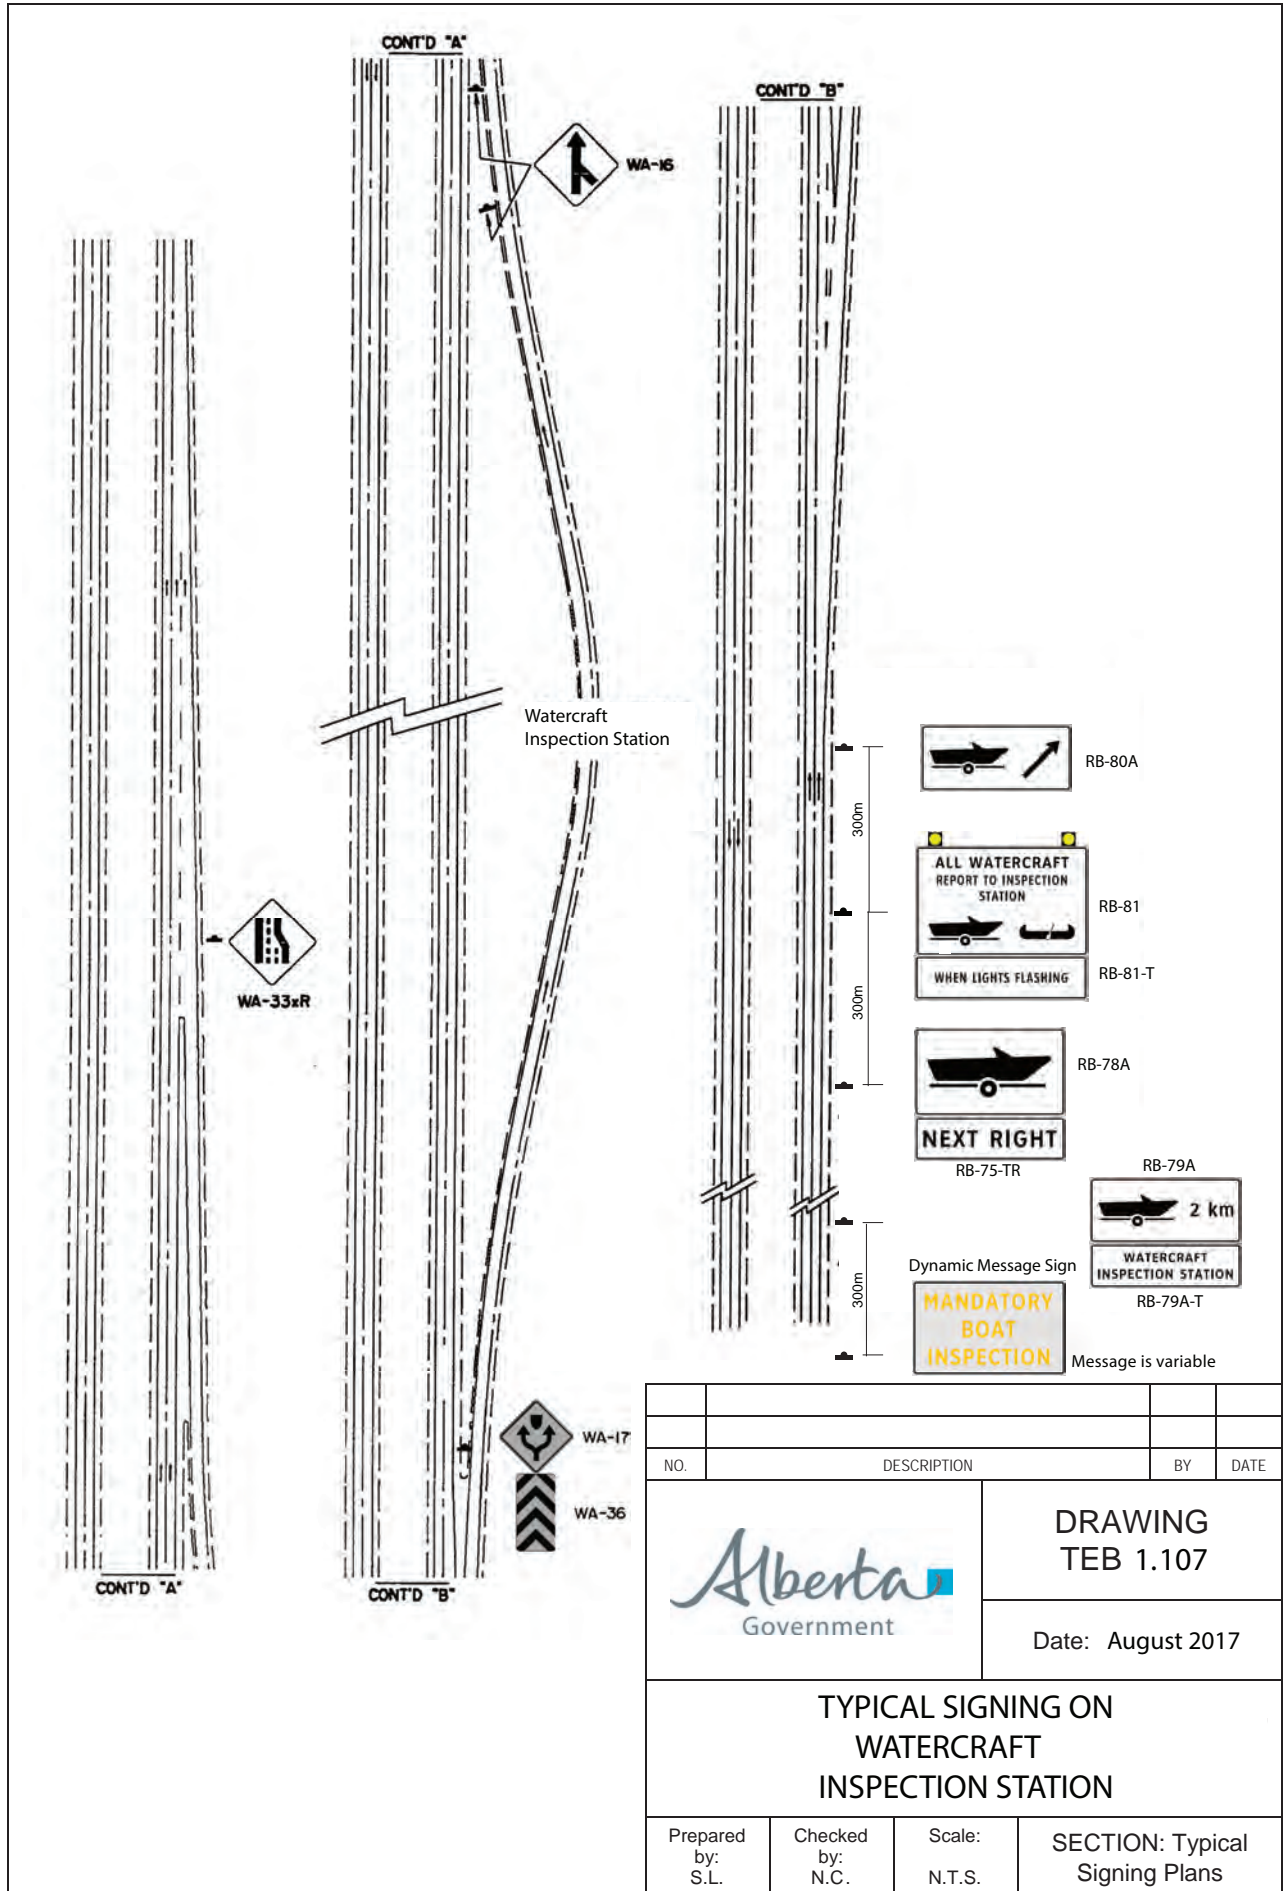 CONT'D "A"
CONT'D "B"
WA-16
Watercraft
Inspection Station
WA-33xR
RB-80A
300m
ALL WATERCRAFT
REPORT TO INSPECTION
STATION
RB-81
WHEN LIGHTS FLASHING
RB-81-T
300m
RB-78A
NEXT RIGHT
RB-75-TR
RB-79A
2 km
WATERCRAFT
INSPECTION STATION
RB-79A-T
300m
Dynamic Message Sign
MANDATORY
BOAT
INSPECTION
Message is variable
WA-17
WA-36
CONT'D "A"
CONT'D "B"
NO. DESCRIPTION BY DATE
Alberta
Government
DRAWING
TEB 1.107
Date: August 2017
TYPICAL SIGNING ON
WATERCRAFT
INSPECTION STATION
Prepared
by:
S.L.
Checked
by:
N.C.
Scale:
N.T.S.
SECTION: Typical
Signing Plans